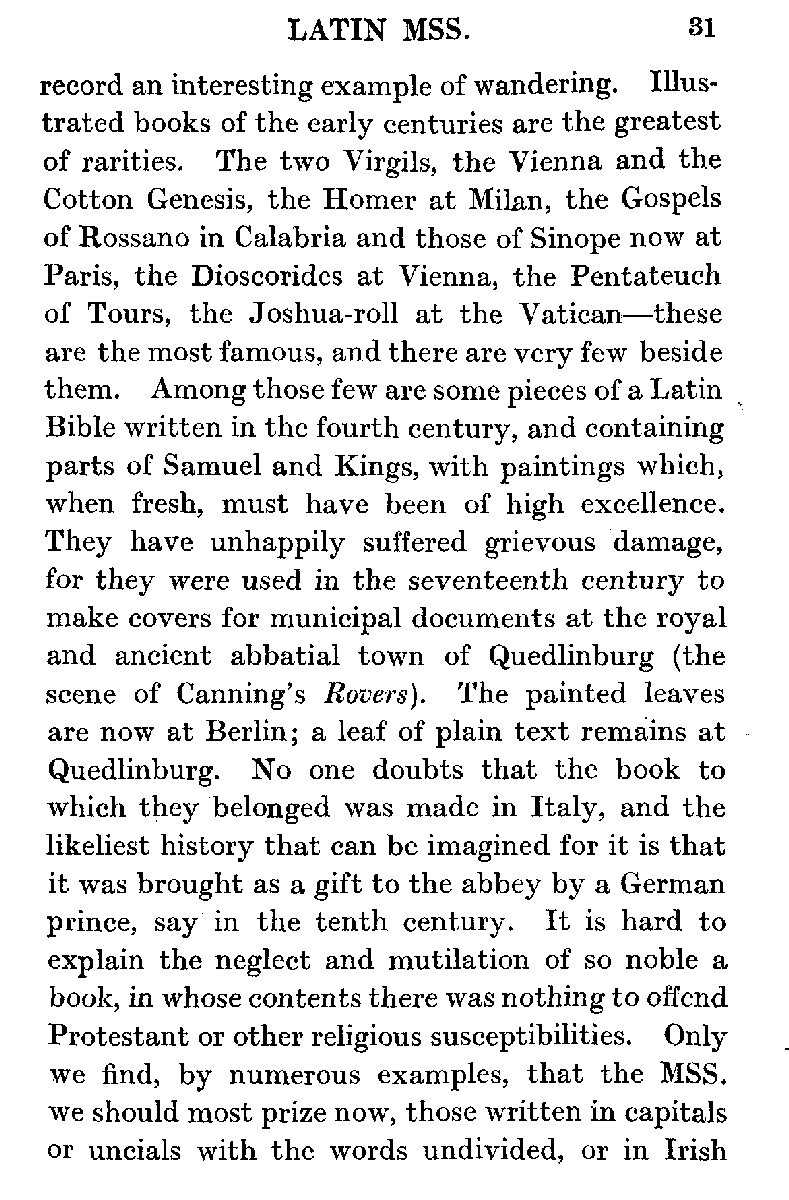 LATIN MSS. 31
record an interesting example of wandering. Illus-
trated books of the early centuries are the greatest
of rarities. The two Virgils, the Vienna and the
Cotton Genesis, the Homer at Milan, the Gospels
of Rossano in Calabria and those of Sinope now at
Paris, the Dioscorides at Vienna, the Pentateuch
of Tours, the Joshua-roll at the Vatican—these
are the most famous, and there are very few beside
them. Among those few are some pieces of a Latin
Bible written in the fourth century, and containing
parts of Samuel and Kings, with paintings which,
when fresh, must have been of high excellence.
They have unhappily suffered grievous damage,
for they were used in the seventeenth century to
make covers for municipal documents at the royal
and ancient abbatial town of Quedlinburg (the
scene of Canning's Rovers). The painted leaves
are now at Berlin; a leaf of plain text remains at
Quedlinburg. No one doubts that the book to
which they belonged was made in Italy, and the
likeliest history that can be imagined for it is that
it was brought as a gift to the abbey by a German
prince, say in the tenth century. It is hard to
explain the neglect and mutilation of so noble a
book, in whose contents there was nothing to offend
Protestant or other religious susceptibilities. Only
we find, by numerous examples, that the MSS.
we should most prize now, those written in capitals
or uncials with the words undivided, or in Irish